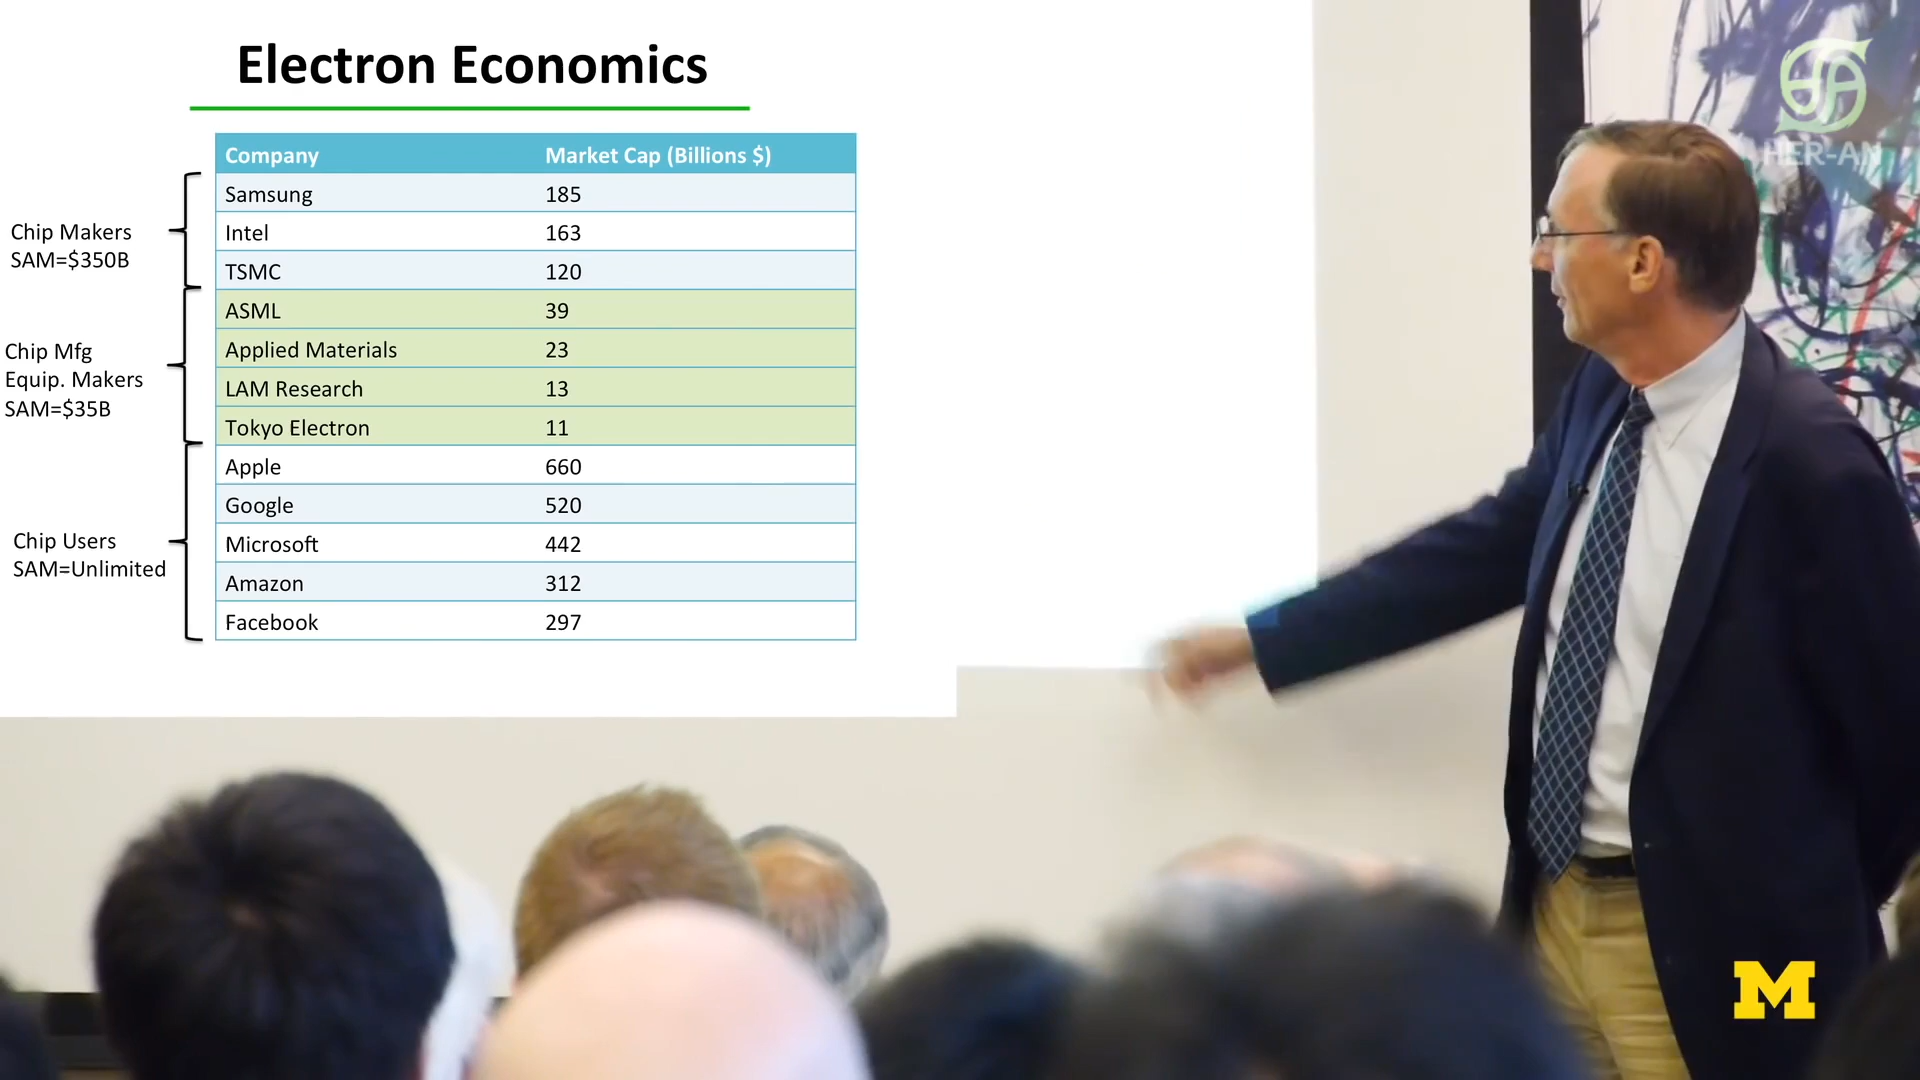 Electron Economics
Company Market Cap (Billions $)
Samsung 185
Intel 163
TSMC 120
ASML 39
Applied Materials 23
LAM Research 13
Tokyo Electron 11
Apple 660
Google 520
Microsoft 442
Amazon 312
Facebook 297
Chip Makers
SAM=$350B
Chip Mfg
Equip. Makers
SAM=$35B
Chip Users
SAM=Unlimited
HER-AN
M